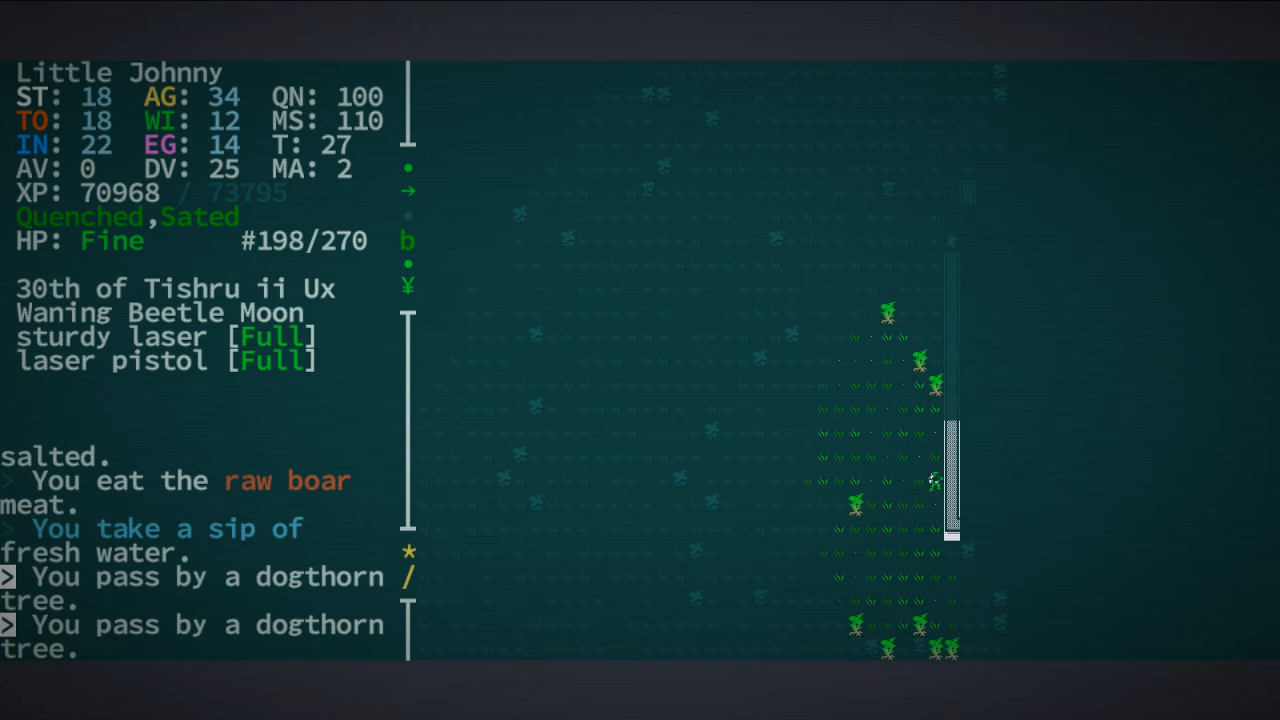 Little Johnny
ST: 18 AG: 34 QN: 100
TO: 18 WI: 12 MS: 110
IN: 22 EG: 14 T: 27
AV: 0 DV: 25 MA: 2
XP: 70968 / 73795
Quenched,Sated
HP: Fine #198/270
30th of Tishru ii Ux
Waning Beetle Moon
sturdy laser [Full]
laser pistol [Full]
salted.
> You eat the raw boar
meat.
> You take a sip of
fresh water.
> You pass by a dogthorn
tree.
> You pass by a dogthorn
tree.
•
→
•
b
•
¥
*
/